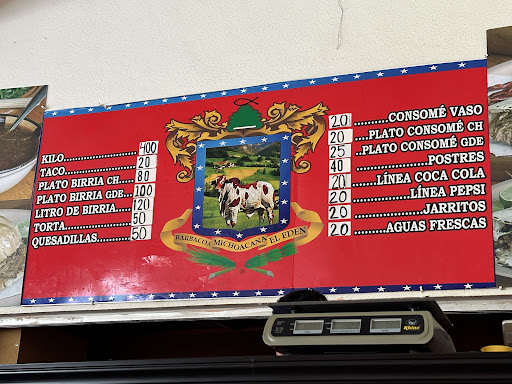 KILO..................400
TACO.................20
PLATO BIRRIA CH.....80
PLATO BIRRIA GDE....100
LITRO DE BIRRIA.....120
TORTA...............50
QUESADILLAS.........50
BARBACOA MICHOACANA EL EDEN
20..........CONSOMÉ VASO
20....PLATO CONSOMÉ CH
25..PLATO CONSOMÉ GDE
40..................POSTRES
20......LÍNEA COCA COLA
20............LÍNEA PEPSI
20...............JARRITOS
20........AGUAS FRESCAS
Rhino